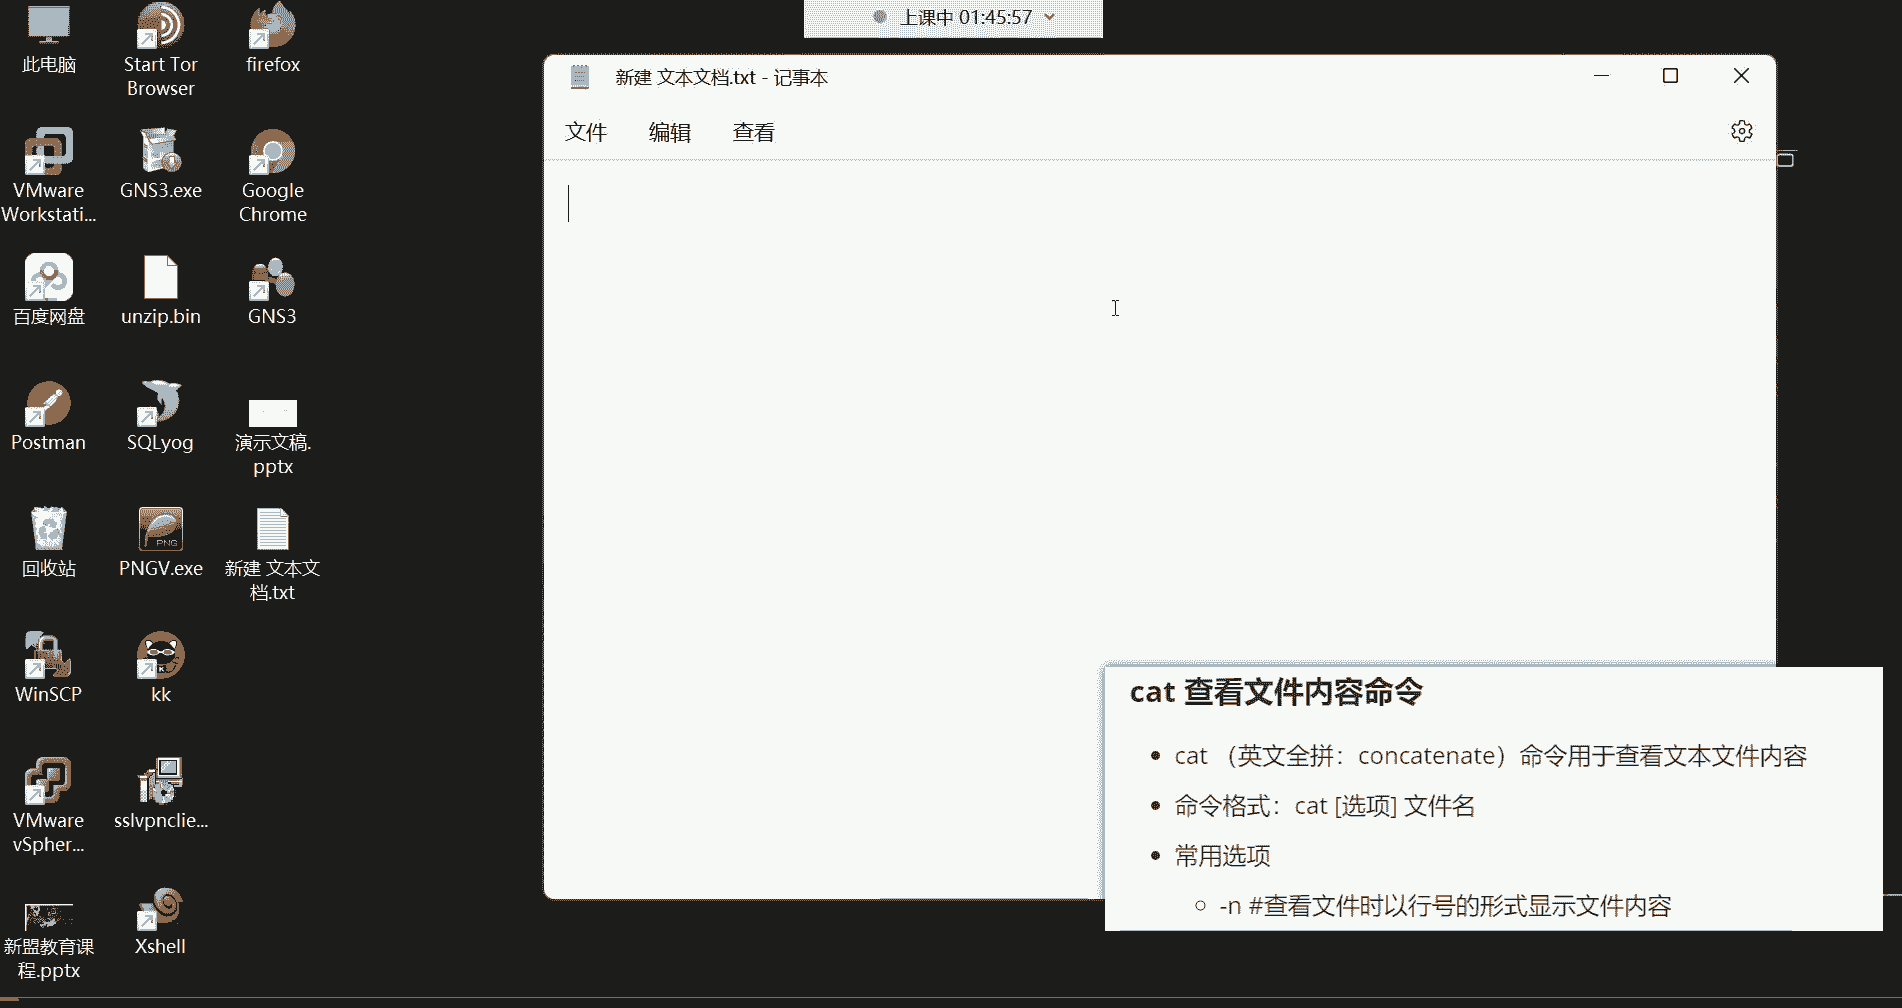 上课中 01:45:57
此电脑
Start Tor
Browser
firefox
VMware
Workstati...
GNS3.exe
Google
Chrome
百度网盘
unzip.bin
GNS3
Postman
SQLyog
演示文稿.
pptx
回收站
PNG
PNGV.exe
新建 文本文
档.txt
WinSCP
K
kk
VMware
vSpher...
sslvpnclie...
新盟教育课
程.pptx
Xshell
新建 文本文档.txt - 记事本
文件 编辑 查看
cat 查看文件内容命令
• cat （英文全拼：concatenate）命令用于查看文本文件内容
• 命令格式：cat [选项] 文件名
• 常用选项
○ -n #查看文件时以行号的形式显示文件内容